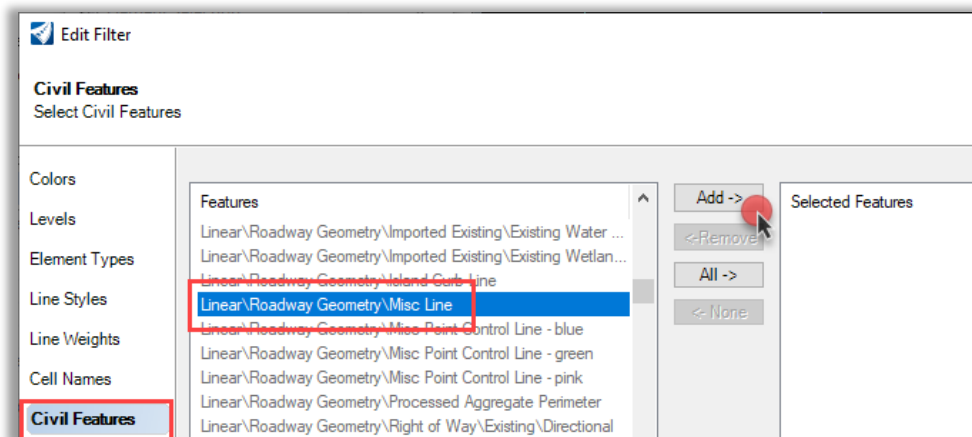 Edit Filter
Civil Features
Select Civil Features
Colors
Levels
Element Types
Line Styles
Line Weights
Cell Names
Civil Features
Features
Linear\Roadway Geometry\Imported Existing\Existing Water ...
Linear\Roadway Geometry\Imported Existing\Existing Wetlan...
Linear\Roadway Geometry\Island Curb Line
Linear\Roadway Geometry\Misc Line
Linear\Roadway Geometry\Misc Point Control Line - blue
Linear\Roadway Geometry\Misc Point Control Line - green
Linear\Roadway Geometry\Misc Point Control Line - pink
Linear\Roadway Geometry\Processed Aggregate Perimeter
Linear\Roadway Geometry\Right of Way\Existing\Directional
Add ->
<-Remove
All ->
<- None
Selected Features